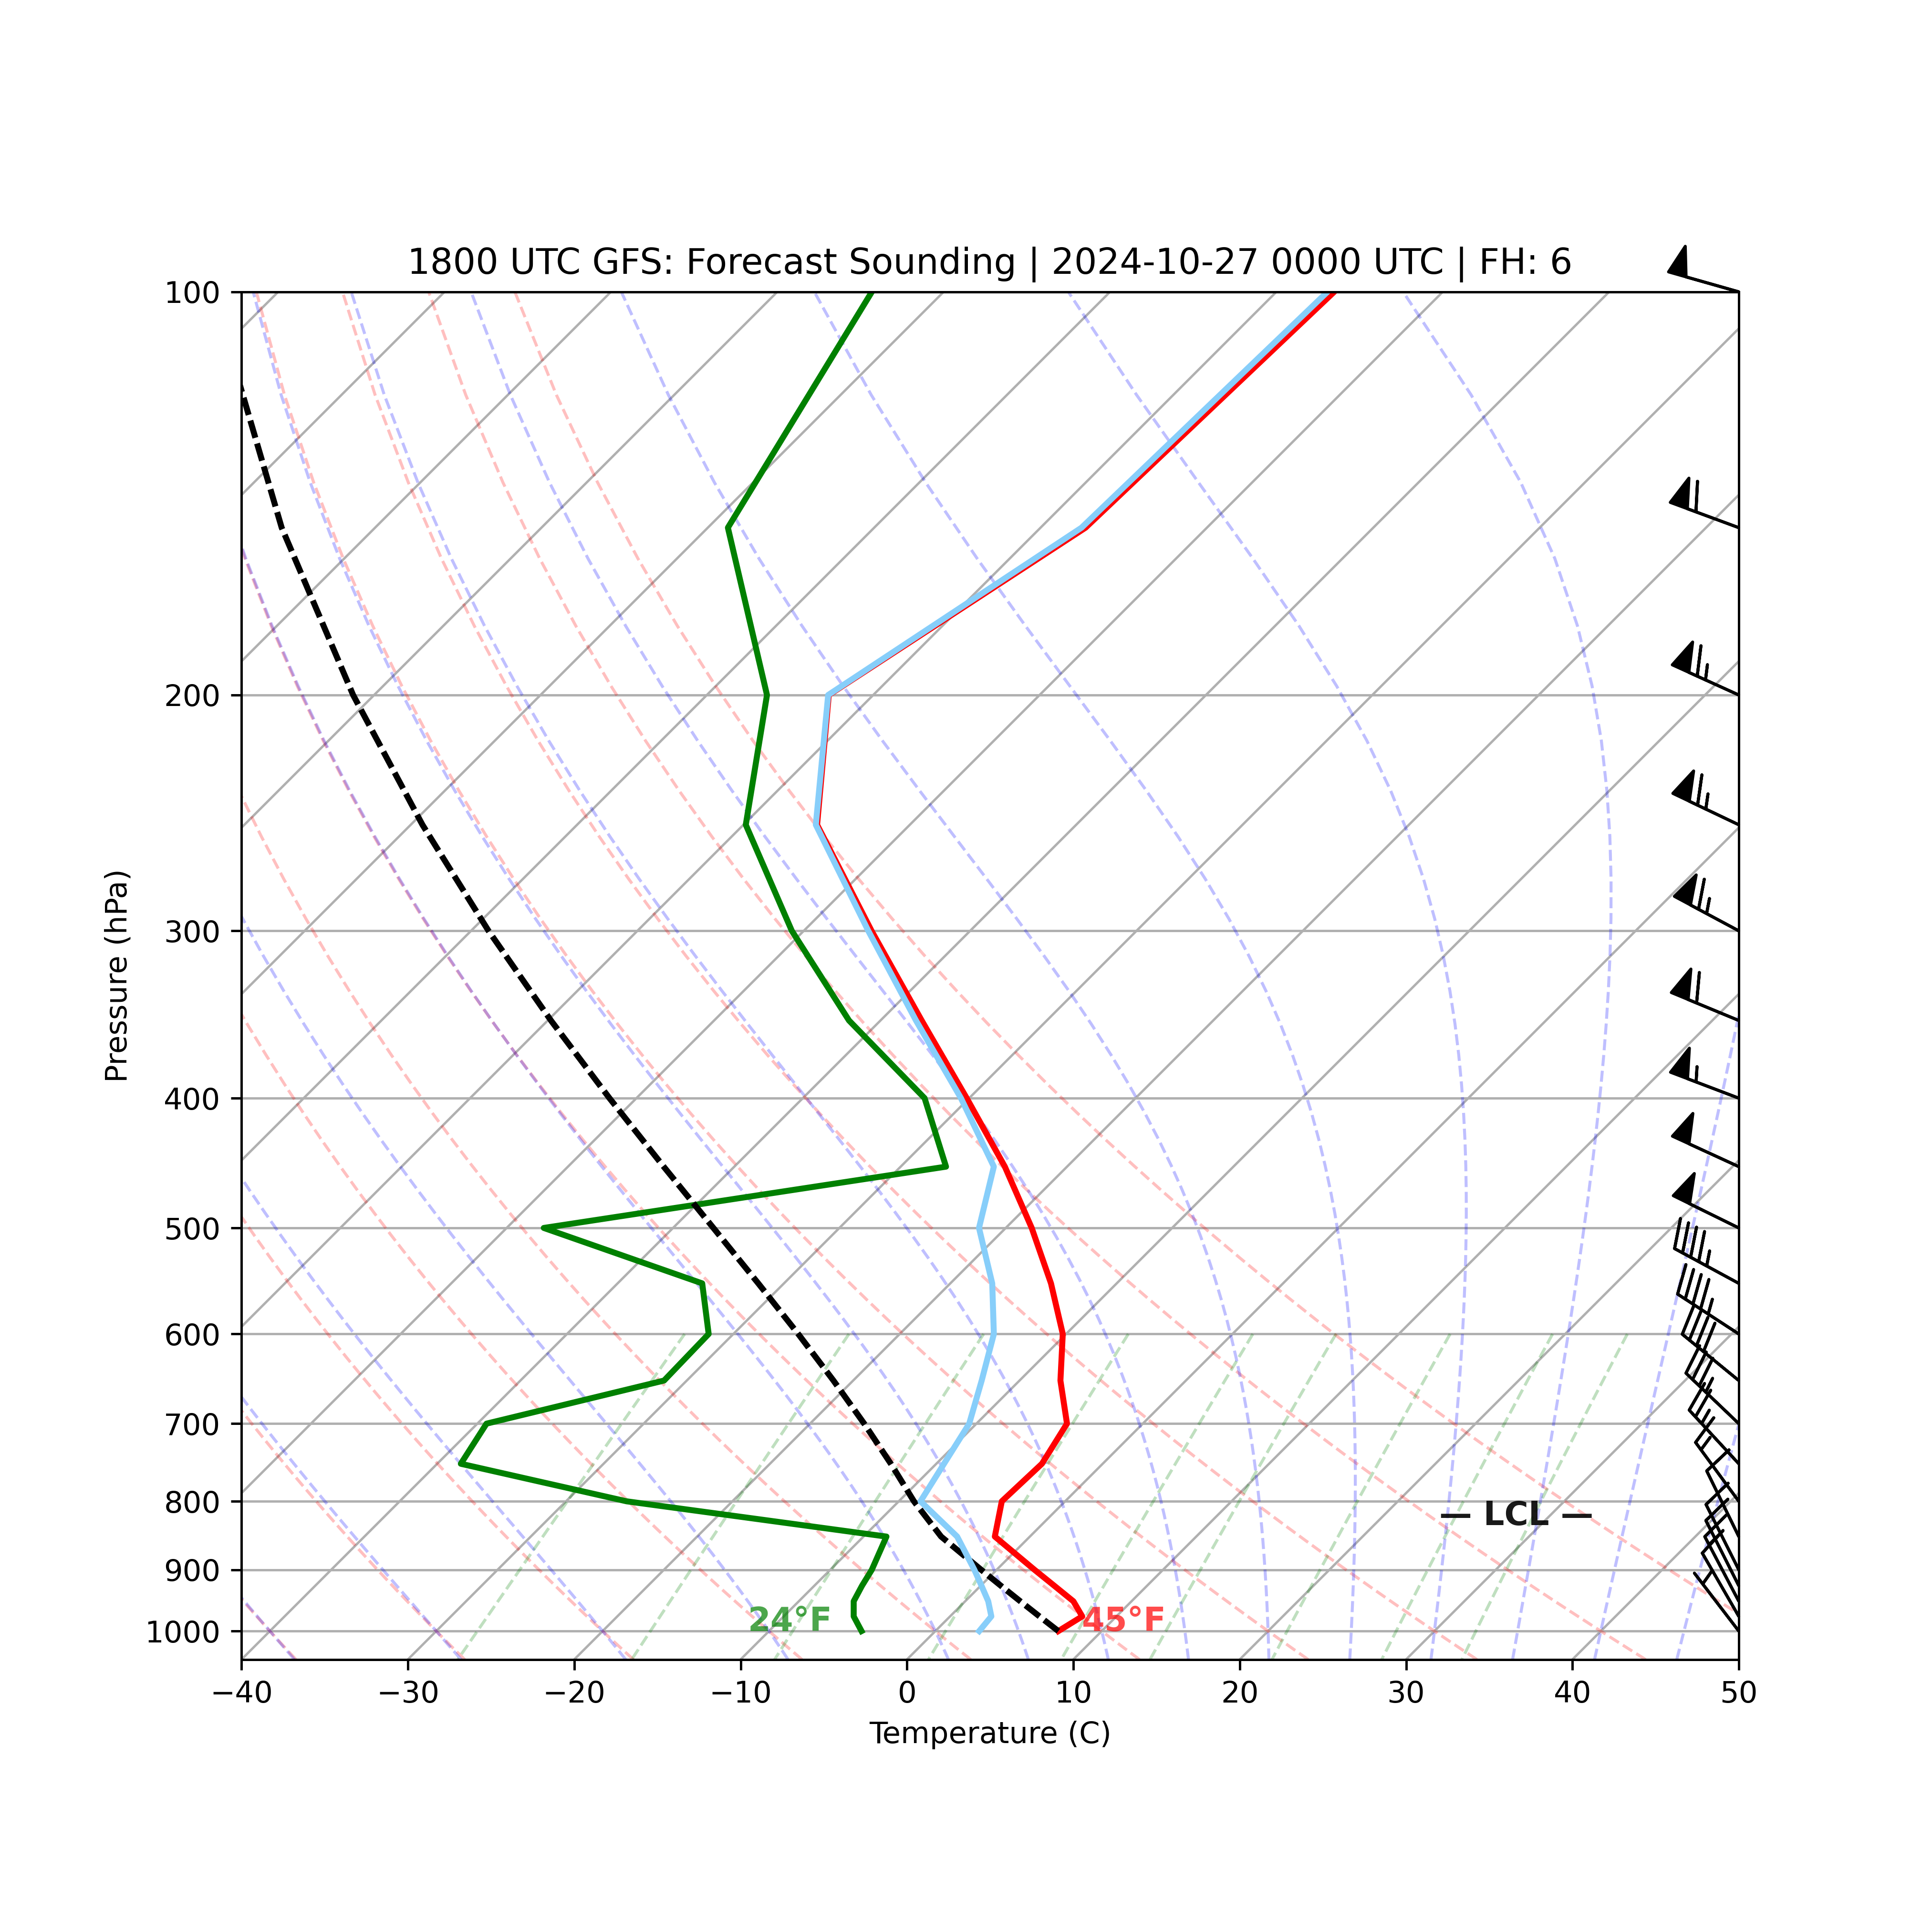 1800 UTC GFS: Forecast Sounding | 2024-10-27 0000 UTC | FH: 6
100
200
300
400
500
600
700
800
900
1000
Pressure (hPa)
— LCL —
24°F
45°F
−40 −30 −20 −10 0 10 20 30 40 50
Temperature (C)